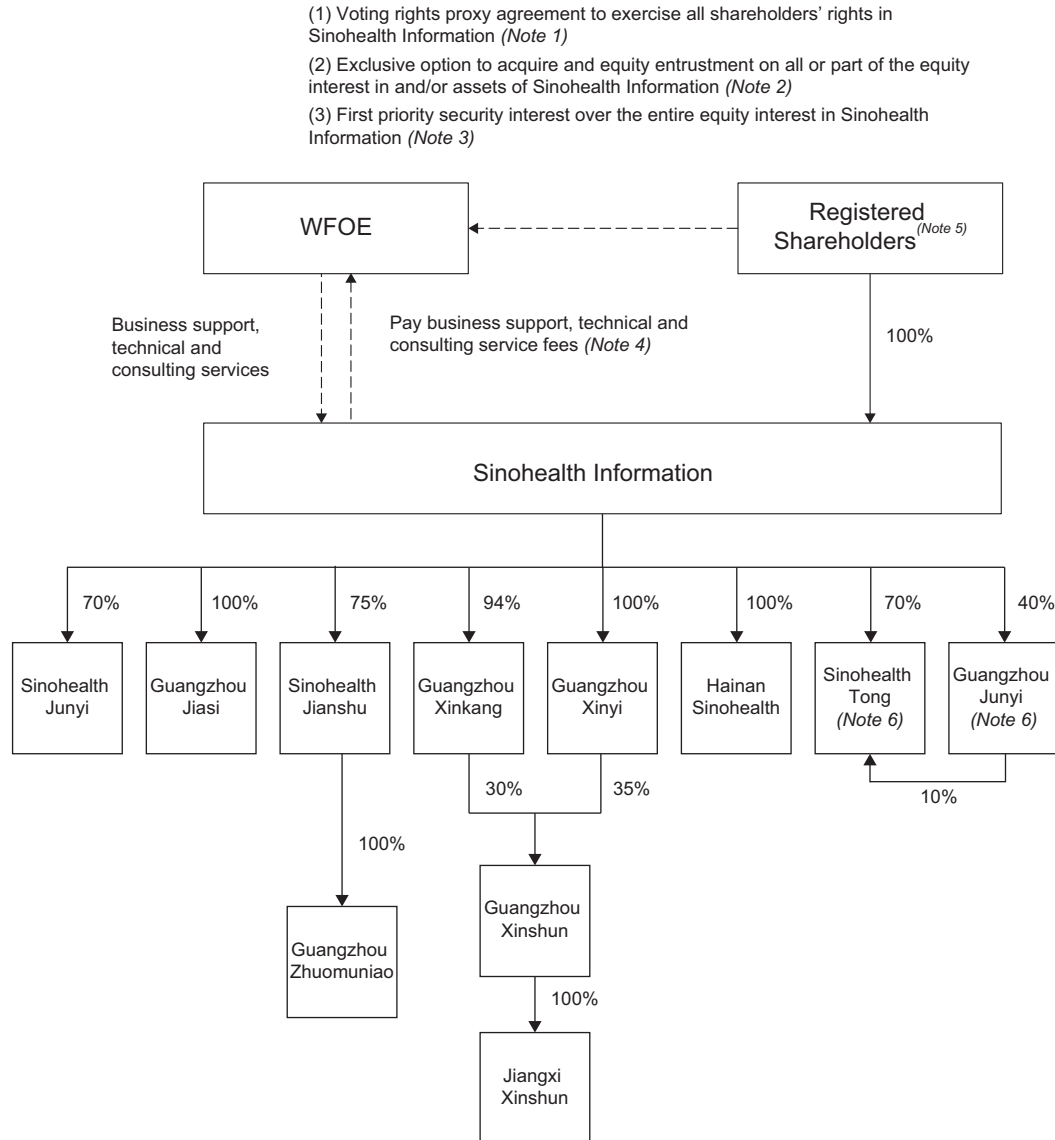 (1) Voting rights proxy agreement to exercise all shareholders’ rights in
Sinohealth Information (Note 1)
(2) Exclusive option to acquire and equity entrustment on all or part of the equity
interest in and/or assets of Sinohealth Information (Note 2)
(3) First priority security interest over the entire equity interest in Sinohealth
Information (Note 3)
WFOE
Registered
Shareholders (Note 5)
Business support,
technical and
consulting services
Pay business support, technical and
consulting service fees (Note 4)
100%
Sinohealth Information
70%
100%
75%
94%
100%
100%
70%
40%
Sinohealth
Junyi
Guangzhou
Jiasi
Sinohealth
Jianshu
Guangzhou
Xinkang
Guangzhou
Xinyi
Hainan
Sinohealth
Sinohealth
Tong
(Note 6)
Guangzhou
Junyi
(Note 6)
30%
35%
10%
100%
Guangzhou
Xinshun
Guangzhou
Zhuomuniao
100%
Jiangxi
Xinshun